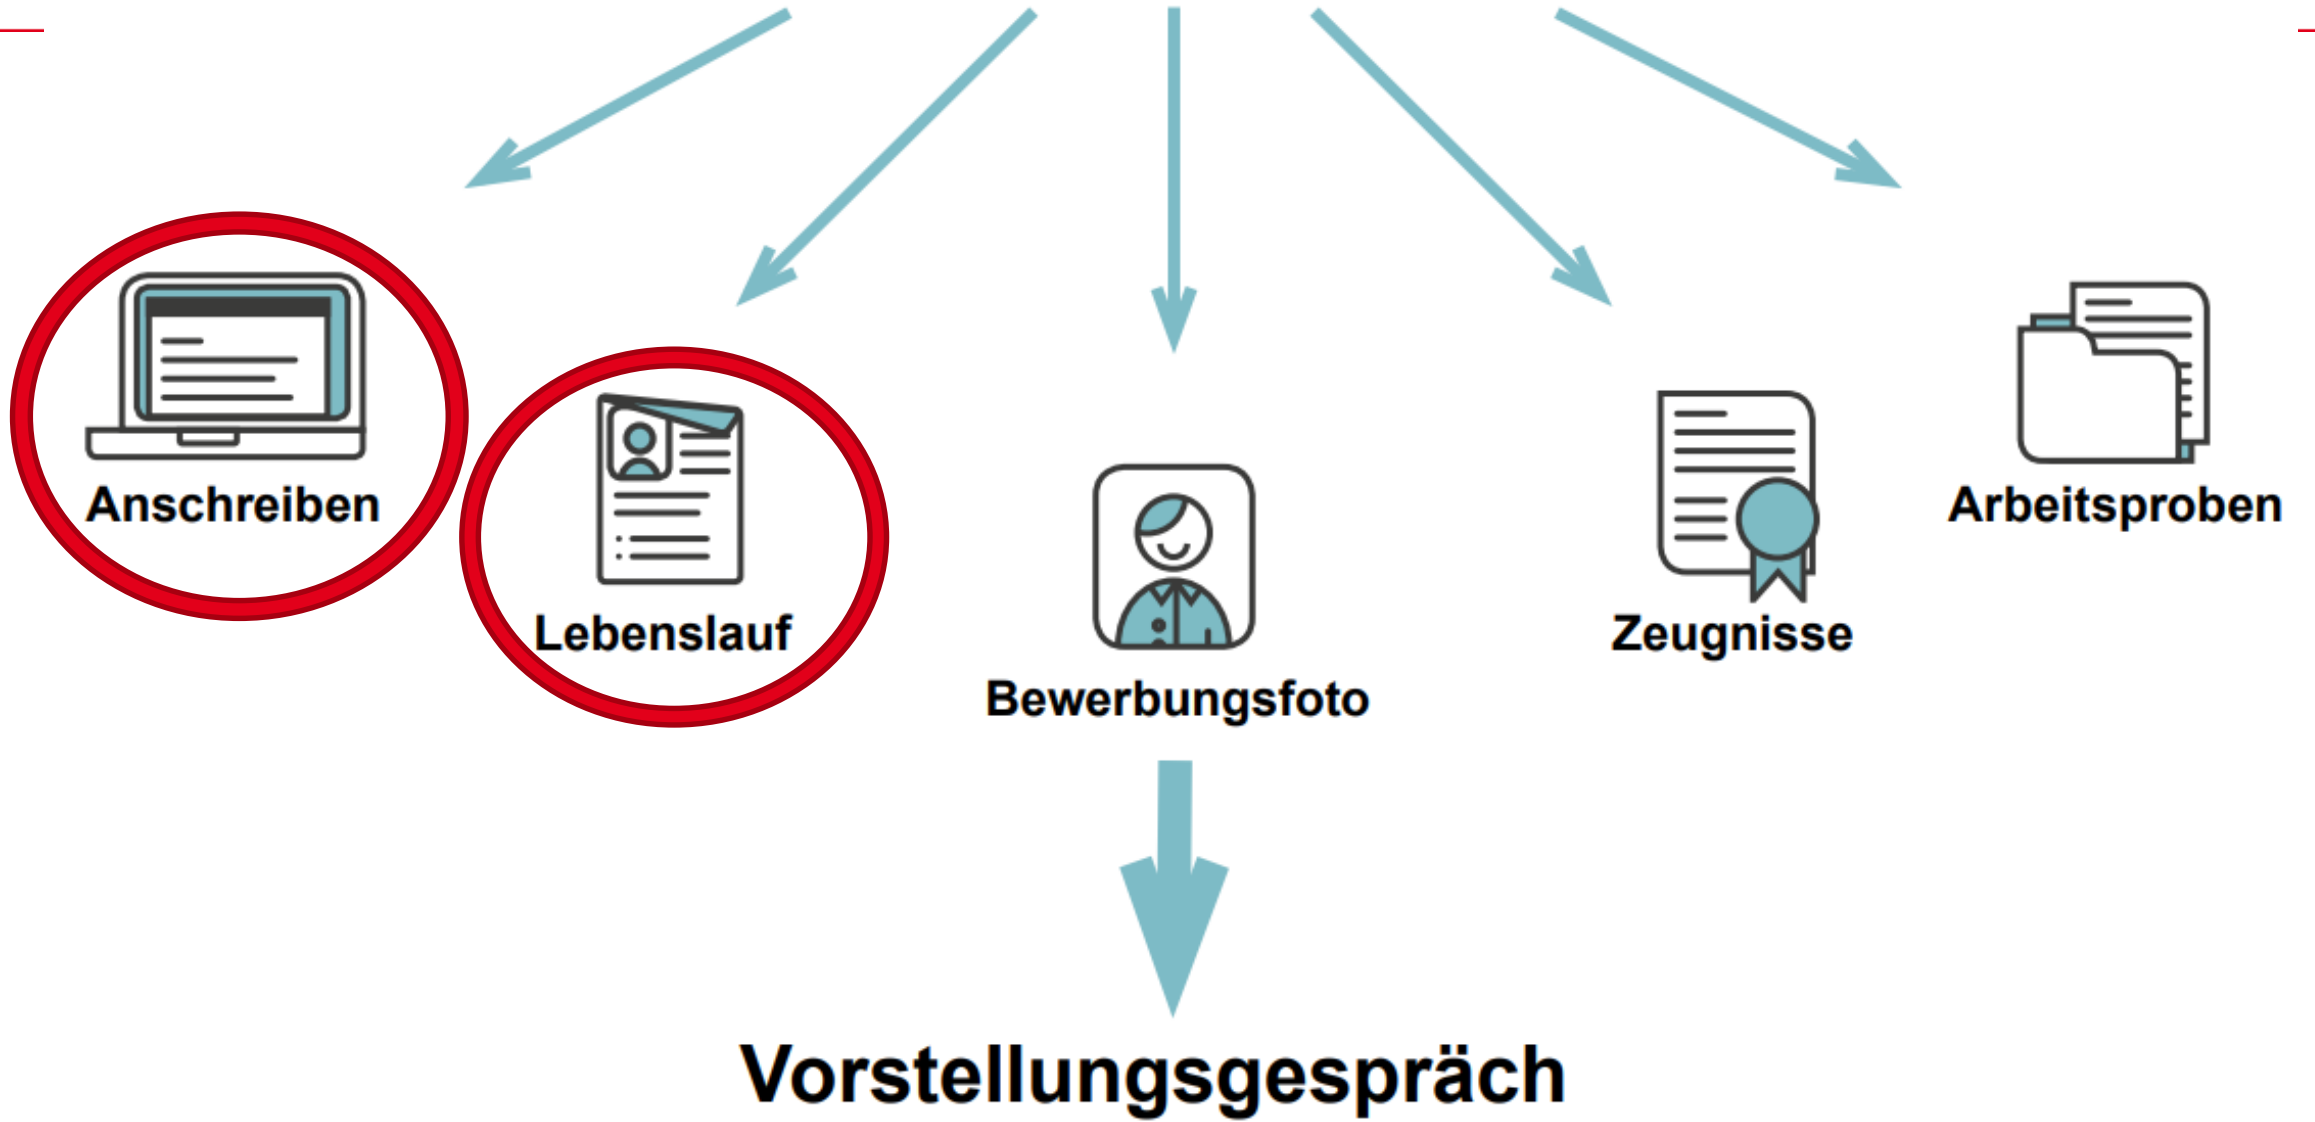 Anschreiben
Lebenslauf
Bewerbungsfoto
Zeugnisse
Arbeitsproben
Vorstellungsgespräch